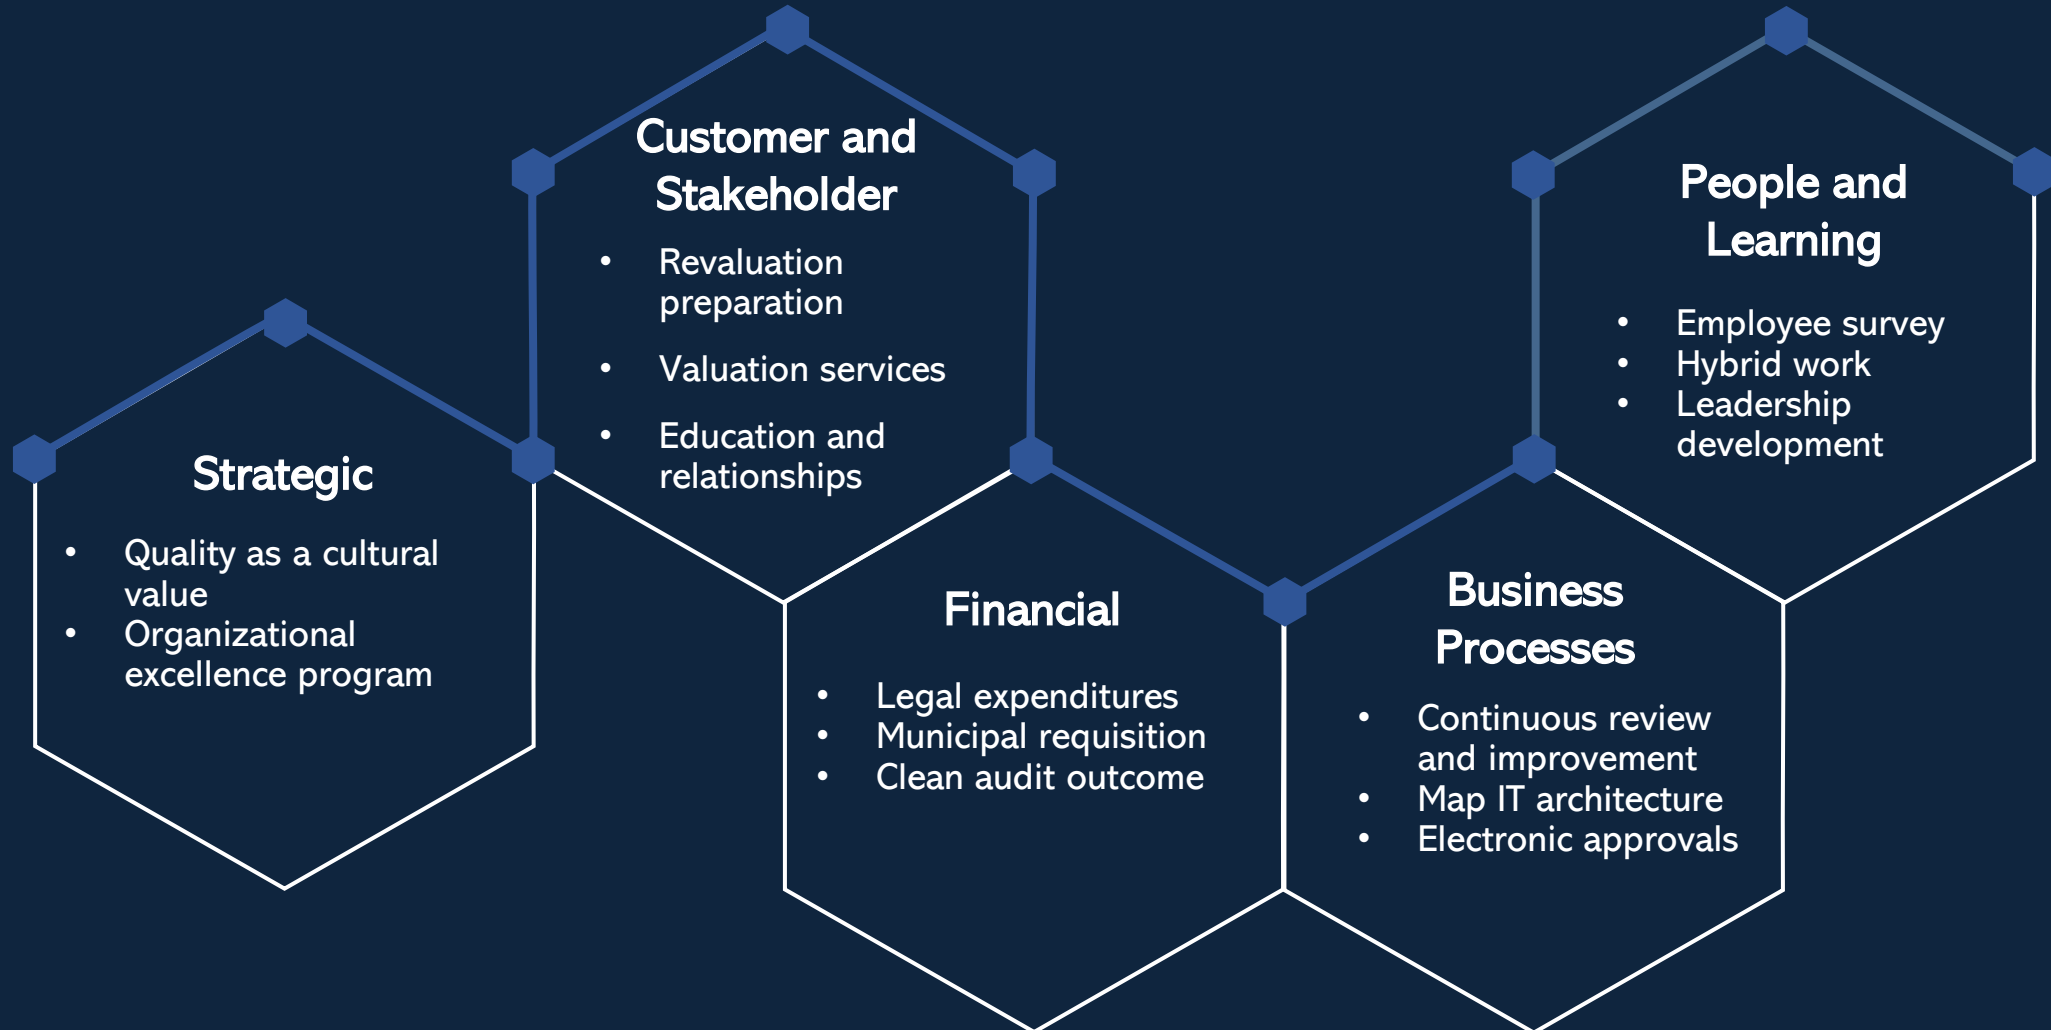 Strategic
• Quality as a cultural
value
• Organizational
excellence program
Customer and
Stakeholder
• Revaluation
preparation
• Valuation services
• Education and
relationships
Financial
• Legal expenditures
• Municipal requisition
• Clean audit outcome
Business
Processes
• Continuous review
and improvement
• Map IT architecture
• Electronic approvals
People and
Learning
• Employee survey
• Hybrid work
• Leadership
development